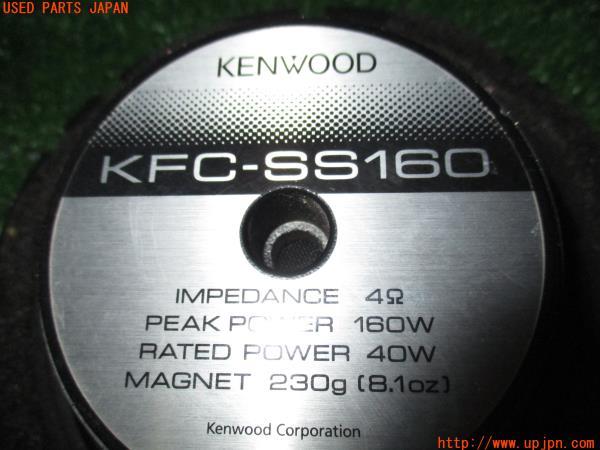 USED PARTS JAPAN
KENWOOD
KFC-SS160
IMPEDANCE 4Ω
PEAK POWER 160W
RATED POWER 40W
MAGNET 230g (8.1oz)
Kenwood Corporation
http://www.upjpn.com/